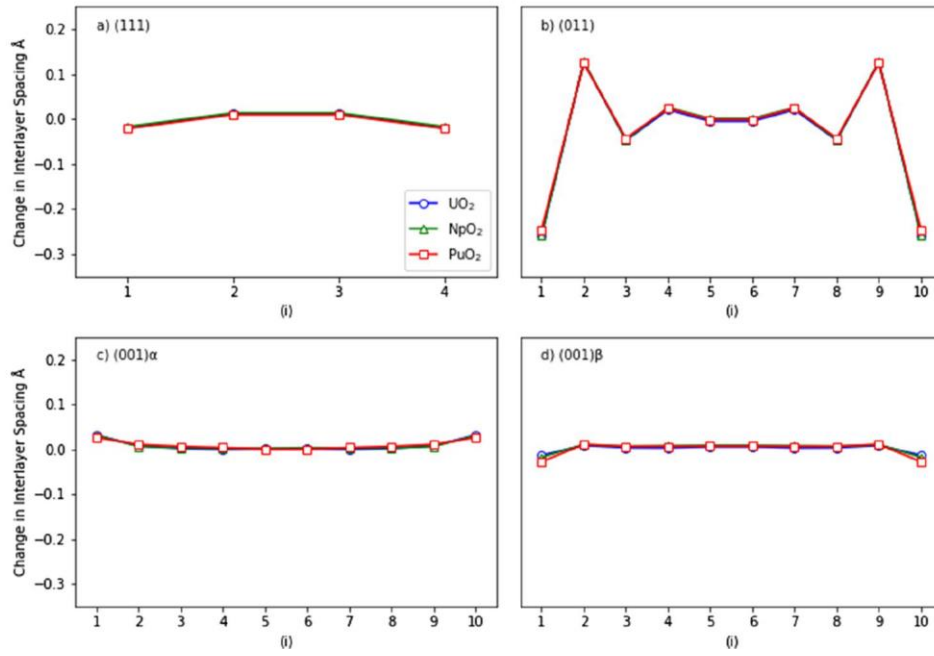 a) (111)
Change in Interlayer Spacing Å
0.2
0.1
0.0
−0.1
−0.2
−0.3
UO₂
NpO₂
PuO₂
1 2 3 4
(i)
b) (011)
1 2 3 4 5 6 7 8 9 10
(i)
c) (001)α
Change in Interlayer Spacing Å
0.2
0.1
0.0
−0.1
−0.2
−0.3
1 2 3 4 5 6 7 8 9 10
(i)
d) (001)β
1 2 3 4 5 6 7 8 9 10
(i)